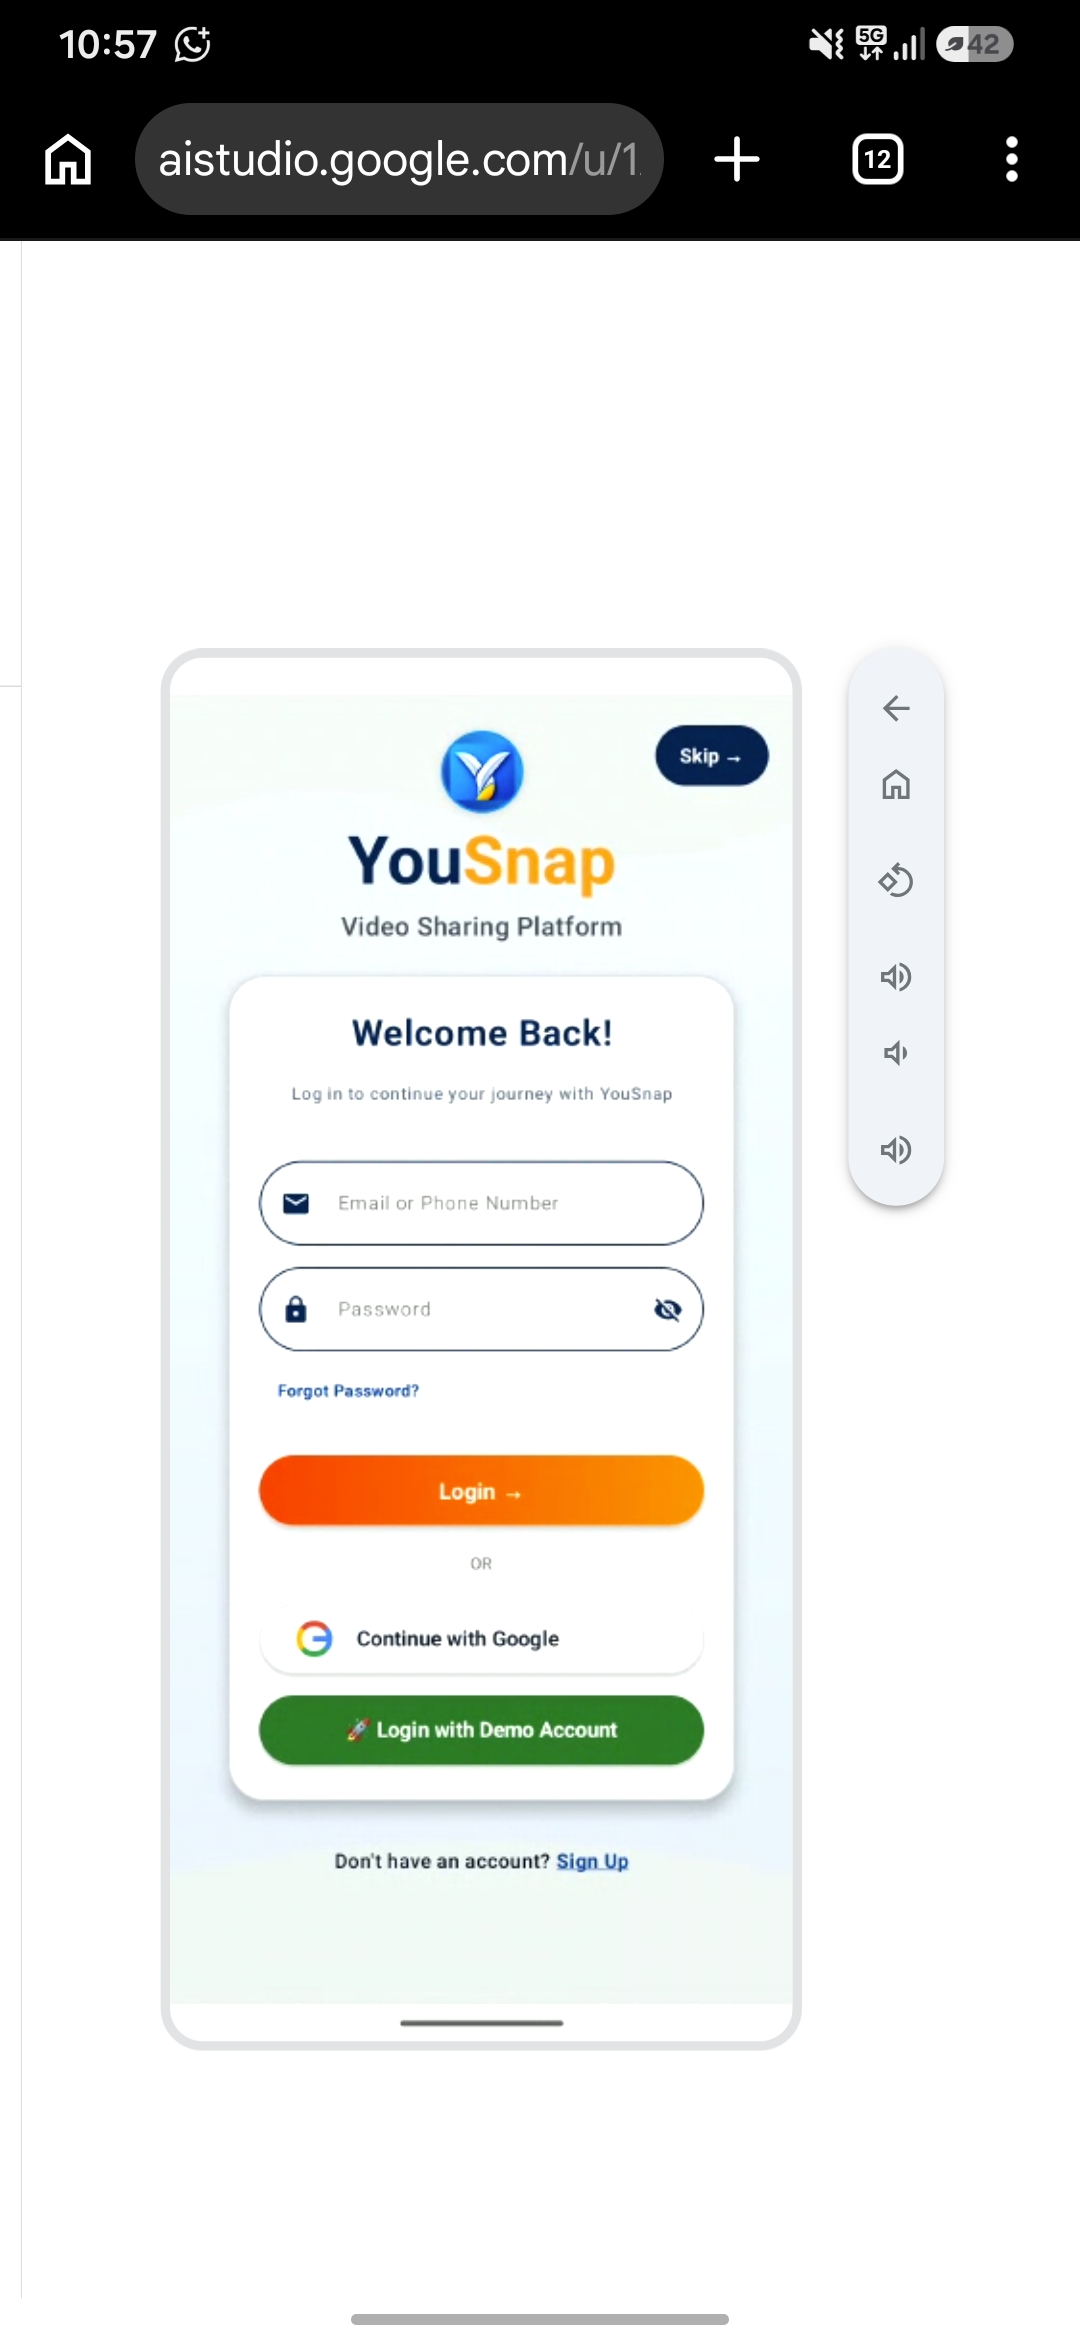 10:57
5G
42
aistudio.google.com/u/1
12
Skip →
YouSnap
Video Sharing Platform
Welcome Back!
Log in to continue your journey with YouSnap
Email or Phone Number
Password
Forgot Password?
Login →
OR
Continue with Google
🚀 Login with Demo Account
Don't have an account? Sign Up